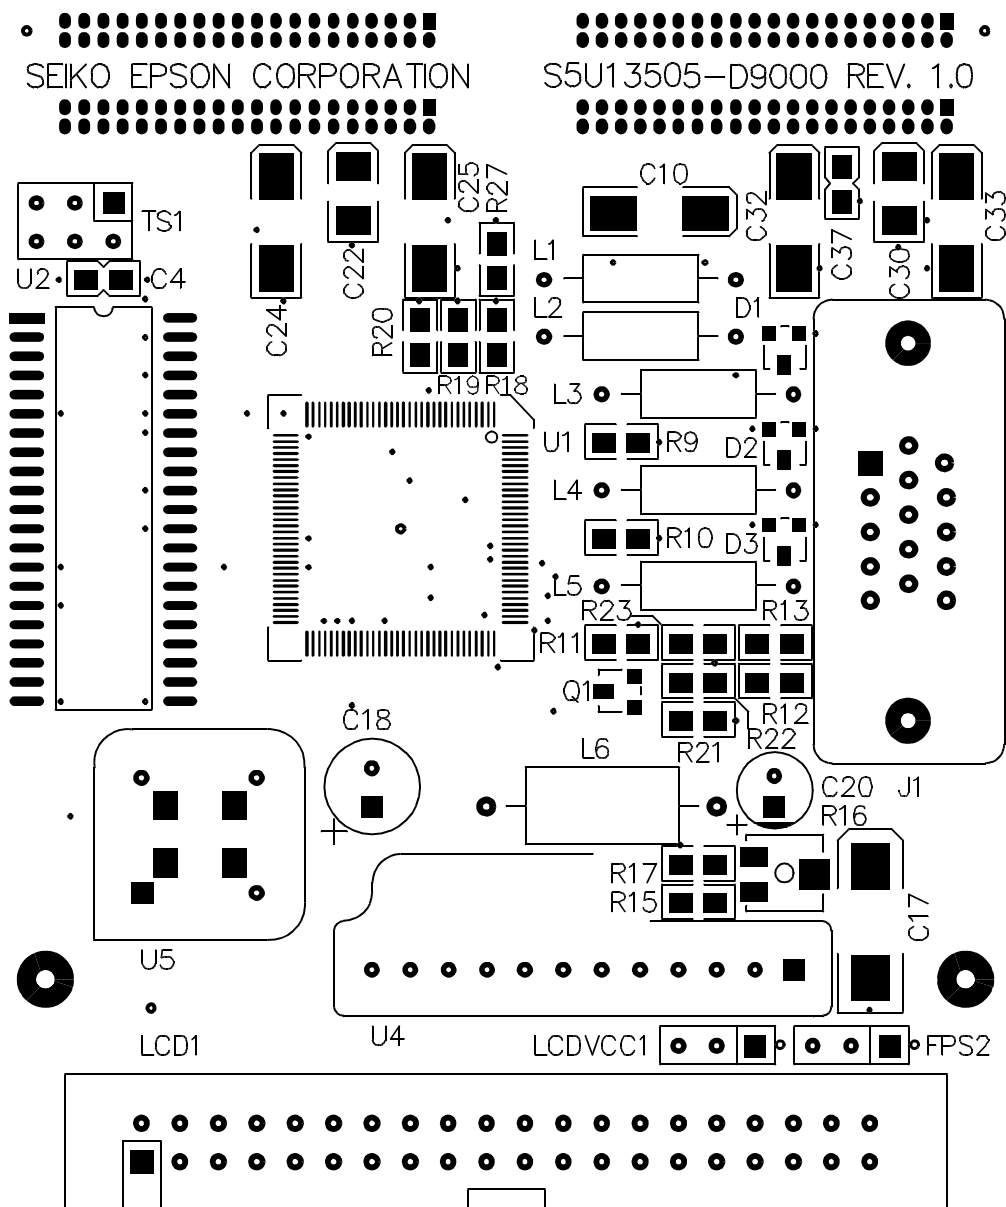 SEIKO EPSON CORPORATION
S5U13505-D9000 REV. 1.0
C10
C25
R27
C32
C33
TS1
C37
C22
C30
L1
U2
C4
L2
D1
C24
R20
R19
R18
L3
U1
R9
D2
L4
R10
D3
L5
R23
R13
R11
Q1
R12
C18
R22
R21
L6
C20
J1
R16
R17
R15
C17
U5
U4
LCD1
LCDVCC1
FPS2